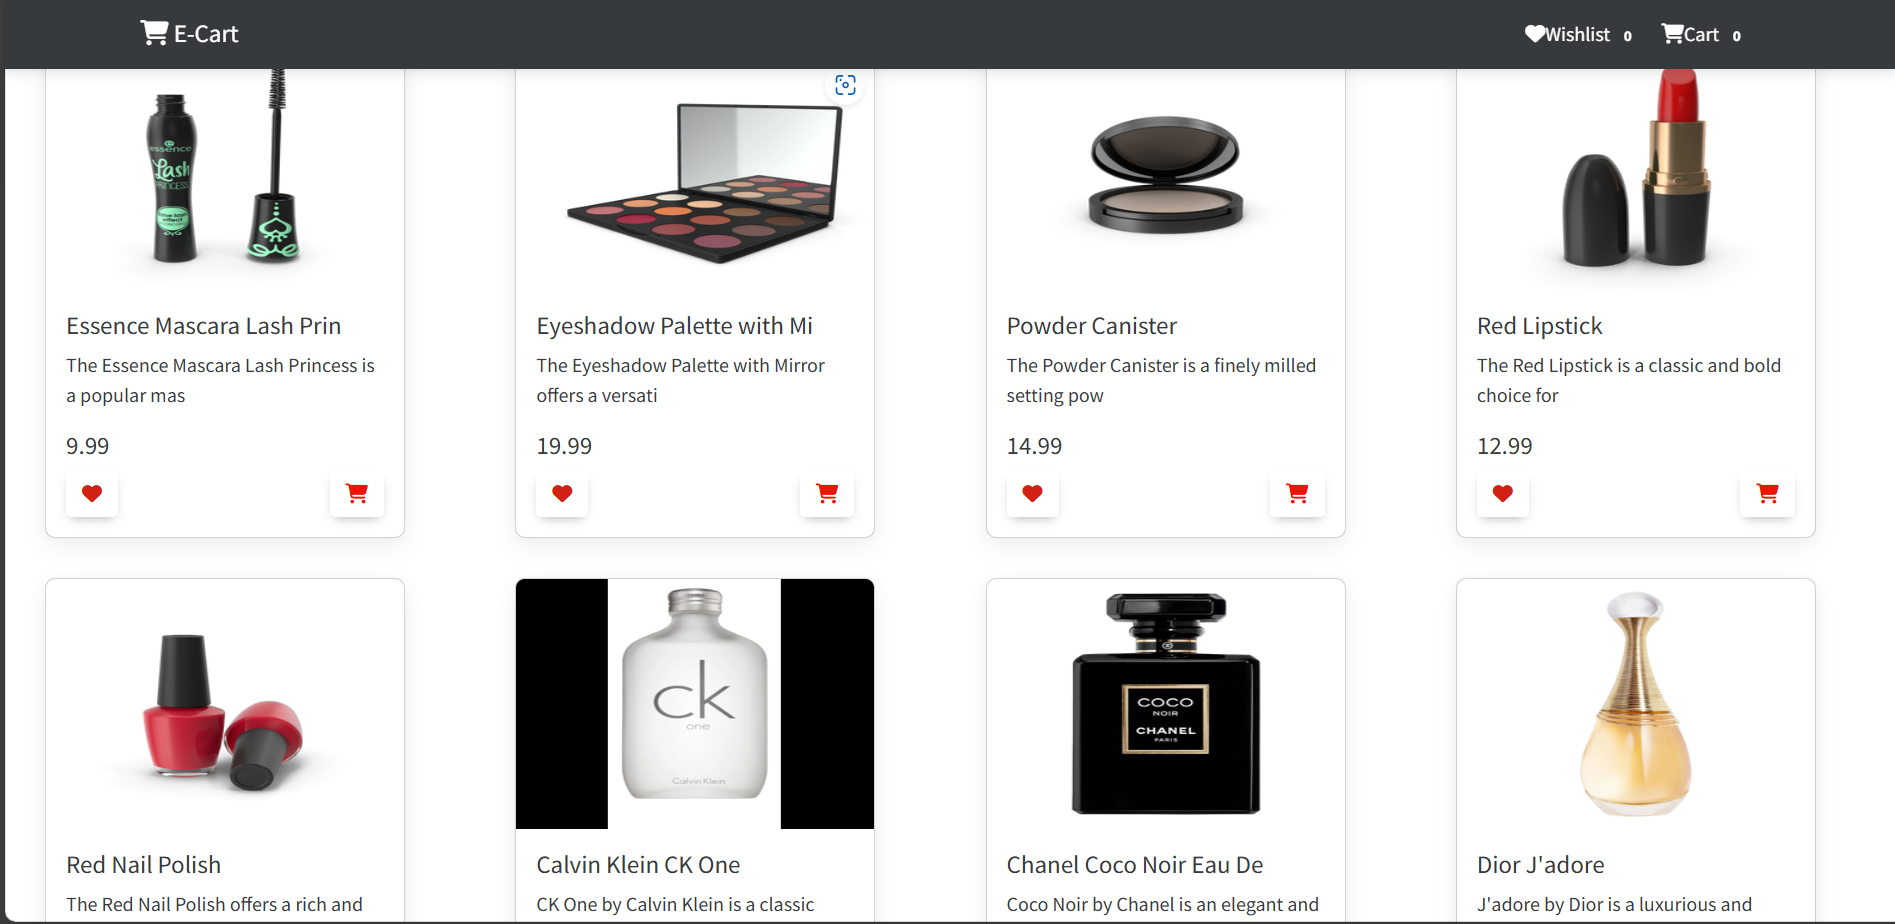 E-Cart
Wishlist 0
Cart 0
essence
Lash
PRINCESS
false lash
effect
Essence Mascara Lash Prin
The Essence Mascara Lash Princess is
a popular mas
9.99
Eyeshadow Palette with Mi
The Eyeshadow Palette with Mirror
offers a versati
19.99
Powder Canister
The Powder Canister is a finely milled
setting pow
14.99
Red Lipstick
The Red Lipstick is a classic and bold
choice for
12.99
Red Nail Polish
The Red Nail Polish offers a rich and
ck
one
Calvin Klein
Calvin Klein CK One
CK One by Calvin Klein is a classic
COCO
NOIR
CHANEL
PARIS
Chanel Coco Noir Eau De
Coco Noir by Chanel is an elegant and
Dior J'adore
J'adore by Dior is a luxurious and